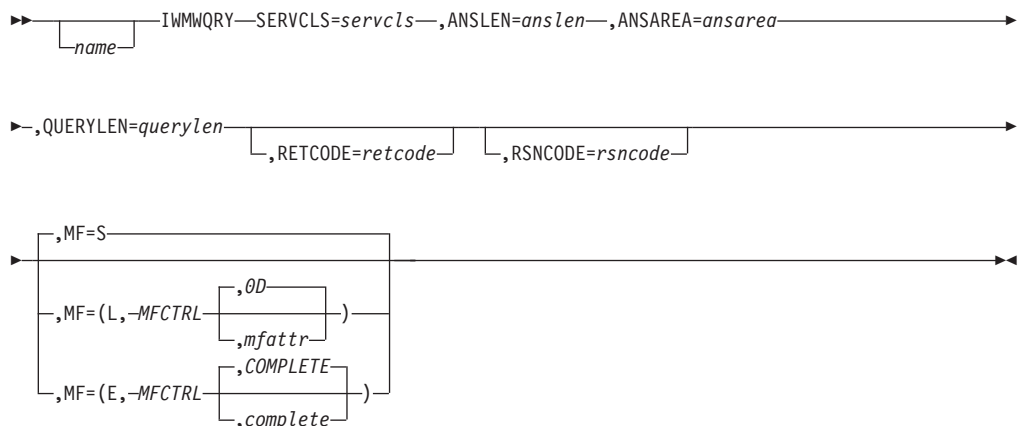 IWMWQRY SERVCLS=servcls ,ANSLEN=anslen ,ANSAREA=ansarea
name
,QUERYLEN=querylen
,RETCODE=retcode ,RSNCODE=rsncode
,MF=S
,0D
,MF=(L, MFCTRL )
,mfattr
,COMPLETE
,MF=(E, MFCTRL )
,complete